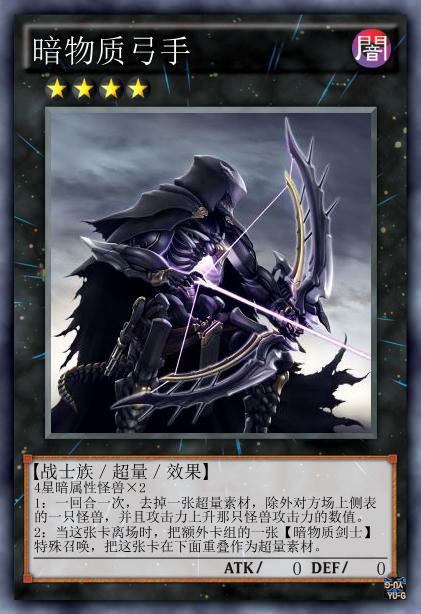 暗物质弓手
闇
【战士族／超量／效果】
4星暗属性怪兽×2
1：一回合一次，去掉一张超量素材，除外对方场上侧表
的一只怪兽，并且攻击力上升那只怪兽攻击力的数值。
2：当这张卡离场时，把额外卡组的一张【暗物质剑士】
特殊召唤，把这张卡在下面重叠作为超量素材。
ATK/ 0 DEF/ 0